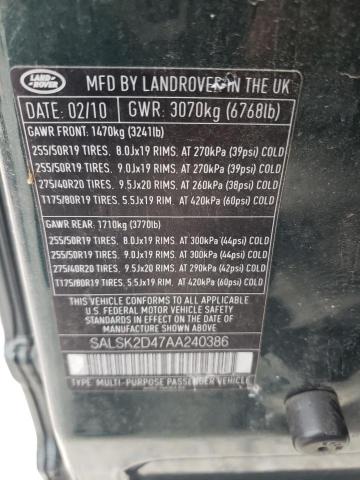 LAND
ROVER
MFD BY LANDROVER IN THE UK
DATE: 02/10 GWR: 3070kg (6768lb)
GAWR FRONT: 1470kg (3241lb)
255/50R19 TIRES, 8.0Jx19 RIMS, AT 270kPa (39psi) COLD
255/50R19 TIRES, 9.0Jx19 RIMS, AT 270kPa (39psi) COLD
275/40R20 TIRES, 9.5Jx20 RIMS, AT 260kPa (38psi) COLD
T175/80R19 TIRES, 5.5Jx19 RIM, AT 420kPa (60psi) COLD
GAWR REAR: 1710kg (3770lb)
255/50R19 TIRES, 8.0Jx19 RIMS, AT 300kPa (44psi) COLD
255/50R19 TIRES, 9.0Jx19 RIMS, AT 300kPa (44psi) COLD
275/40R20 TIRES, 9.5Jx20 RIMS, AT 290kPa (42psi) COLD
T175/80R19 TIRES, 5.5Jx19 RIM, AT 420kPa (60psi) COLD
THIS VEHICLE CONFORMS TO ALL APPLICABLE
U.S. FEDERAL MOTOR VEHICLE SAFETY STANDARDS
IN EFFECT ON THE DATE OF MANUFACTURE SHOWN ABOVE
SALSK2D47AA240386
TYPE: MULTI-PURPOSE PASSENGER VEHICLE